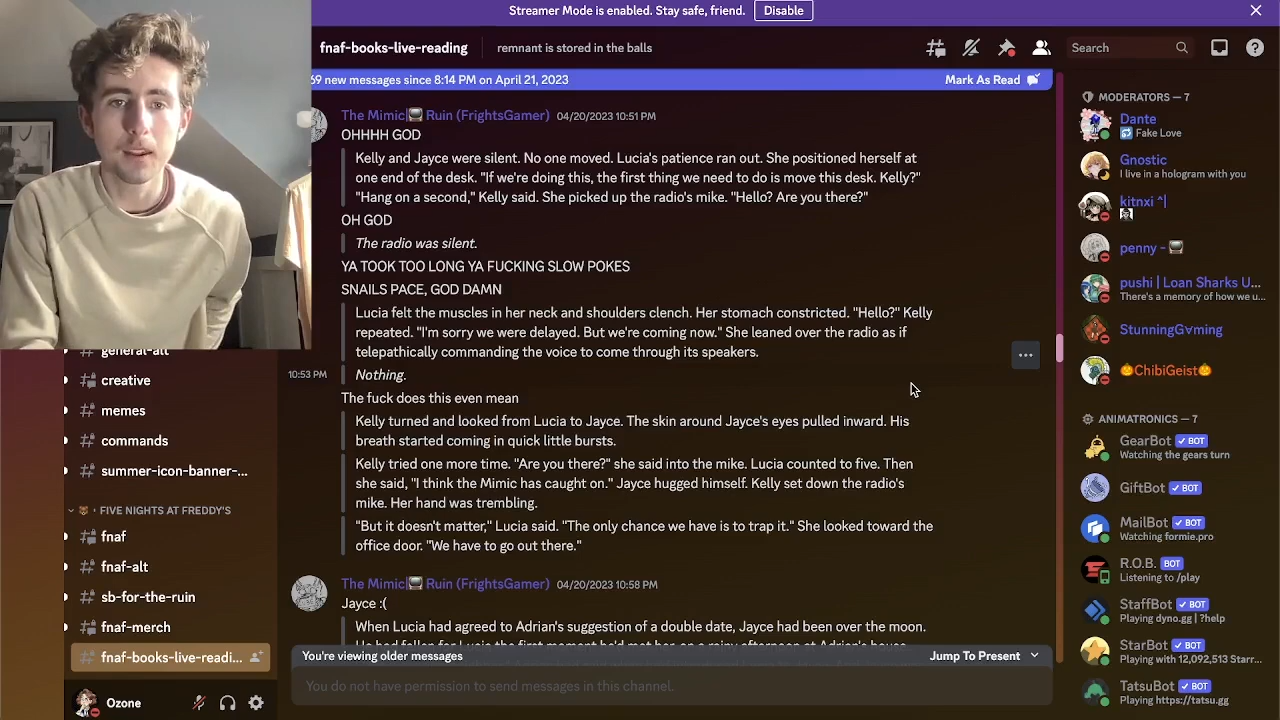 Streamer Mode is enabled. Stay safe, friend. Disable
fnaf-books-live-reading remnant is stored in the balls Search
69 new messages since 8:14 PM on April 21, 2023 Mark As Read
The Mimic| Ruin (FrightsGamer) 04/20/2023 10:51 PM
OHHHH GOD
Kelly and Jayce were silent. No one moved. Lucia's patience ran out. She positioned herself at
one end of the desk. "If we're doing this, the first thing we need to do is move this desk. Kelly?"
"Hang on a second," Kelly said. She picked up the radio's mike. "Hello? Are you there?"
OH GOD
The radio was silent.
YA TOOK TOO LONG YA FUCKING SLOW POKES
SNAILS PACE, GOD DAMN
Lucia felt the muscles in her neck and shoulders clench. Her stomach constricted. "Hello?" Kelly
repeated. "I'm sorry we were delayed. But we're coming now." She leaned over the radio as if
telepathically commanding the voice to come through its speakers.
10:53 PM Nothing.
The fuck does this even mean
Kelly turned and looked from Lucia to Jayce. The skin around Jayce's eyes pulled inward. His
breath started coming in quick little bursts.
Kelly tried one more time. "Are you there?" she said into the mike. Lucia counted to five. Then
she said, "I think the Mimic has caught on." Jayce hugged himself. Kelly set down the radio's
mike. Her hand was trembling.
"But it doesn't matter," Lucia said. "The only chance we have is to trap it." She looked toward the
office door. "We have to go out there."
The Mimic| Ruin (FrightsGamer) 04/20/2023 10:58 PM
Jayce :(
When Lucia had agreed to Adrian's suggestion of a double date, Jayce had been over the moon.
You're viewing older messages Jump To Present
You do not have permission to send messages in this channel.
general-alt
creative
memes
commands
summer-icon-banner-...
FIVE NIGHTS AT FREDDY'S
fnaf
fnaf-alt
sb-for-the-ruin
fnaf-merch
fnaf-books-live-readi...
Ozone
MODERATORS — 7
Dante
Fake Love
Gnostic
I live in a hologram with you
kitnxi ^|
penny -
pushi | Loan Sharks U...
There's a memory of how we u...
StunningG∀ming
ChibiGeist
ANIMATRONICS — 7
GearBot BOT
Watching the gears turn
GiftBot BOT
MailBot BOT
Watching formie.pro
R.O.B. BOT
Listening to /play
StaffBot BOT
Playing dyno.gg | ?help
StarBot BOT
Playing with 12,092,513 Starr...
TatsuBot BOT
Playing https://tatsu.gg